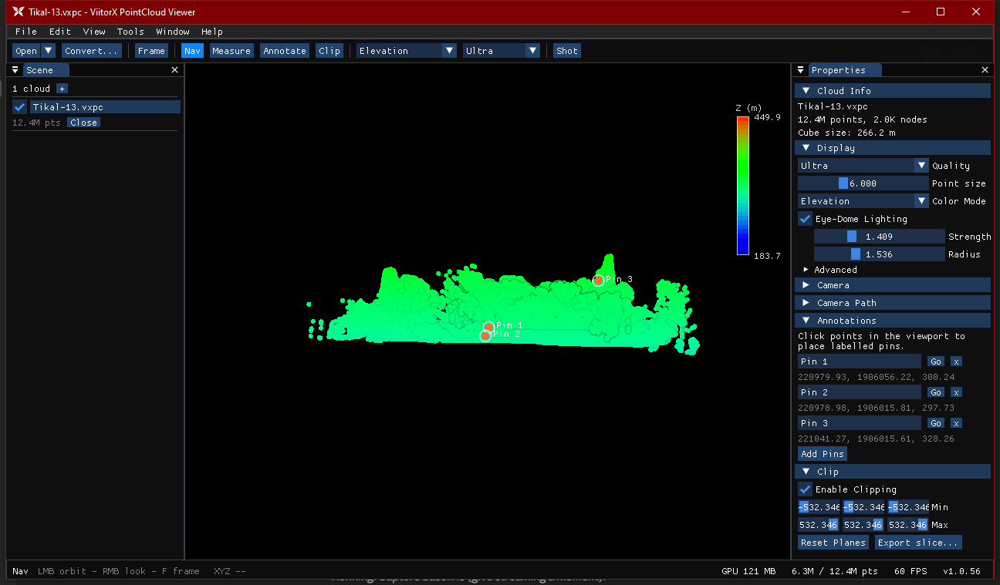 Tikal-13.vxpc - ViitorX PointCloud Viewer
File Edit View Tools Window Help
Open Convert... Frame Nav Measure Annotate Clip Elevation Ultra Shot
Scene
1 cloud +
Tikal-13.vxpc
12.4M pts Close
Z (m)
449.9
183.7
Pin 3
Pin 1
Pin 2
Properties
Cloud Info
Tikal-13.vxpc
12.4M points, 2.0K nodes
Cube size: 266.2 m
Display
Ultra Quality
6.000 Point size
Elevation Color Mode
Eye-Dome Lighting
1.409 Strength
1.536 Radius
Advanced
Camera
Camera Path
Annotations
Click points in the viewport to
place labelled pins.
Pin 1 Go x
220979.93, 1906056.22, 300.24
Pin 2 Go x
220978.98, 1906015.81, 297.73
Pin 3 Go x
221041.27, 1906015.61, 328.26
Add Pins
Clip
Enable Clipping
-532.346 -532.346 -532.346 Min
532.346 532.346 532.346 Max
Reset Planes Export slice...
Nav LMB orbit - RMB look - F frame XYZ --
GPU 121 MB 6.3M / 12.4M pts 60 FPS v1.0.56